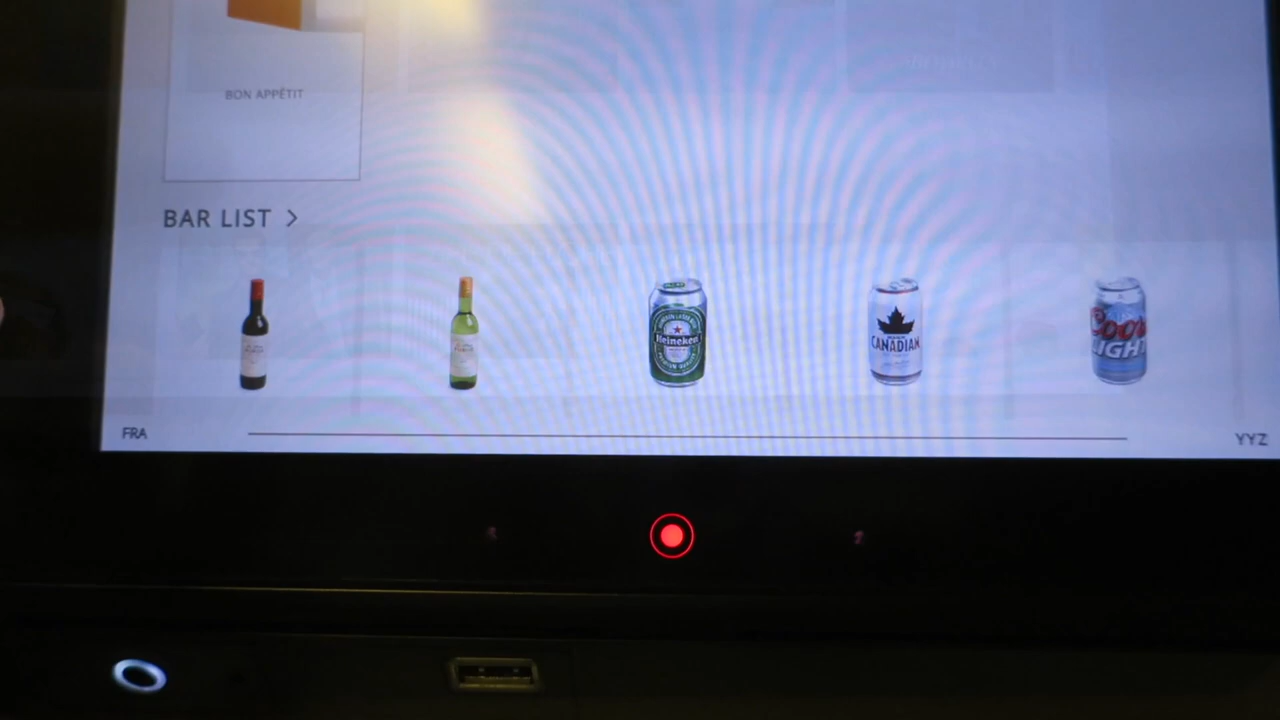 BON APPÉTIT
BAR LIST >
Heineken
CANADIAN
Coors
LIGHT
FRA
YYZ